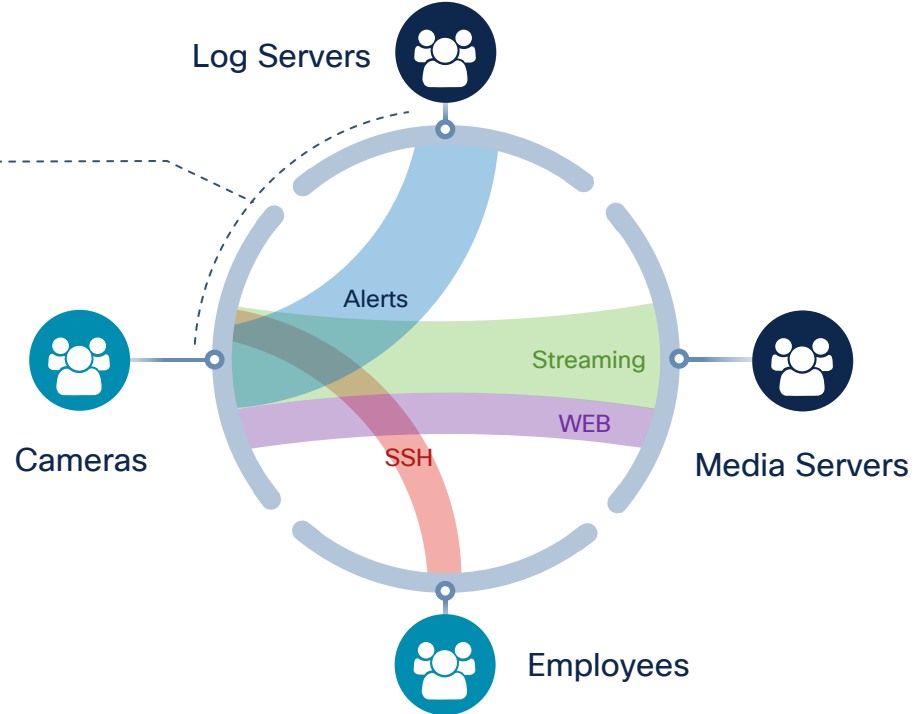 Log Servers
Alerts
Streaming
WEB
SSH
Cameras
Media Servers
Employees